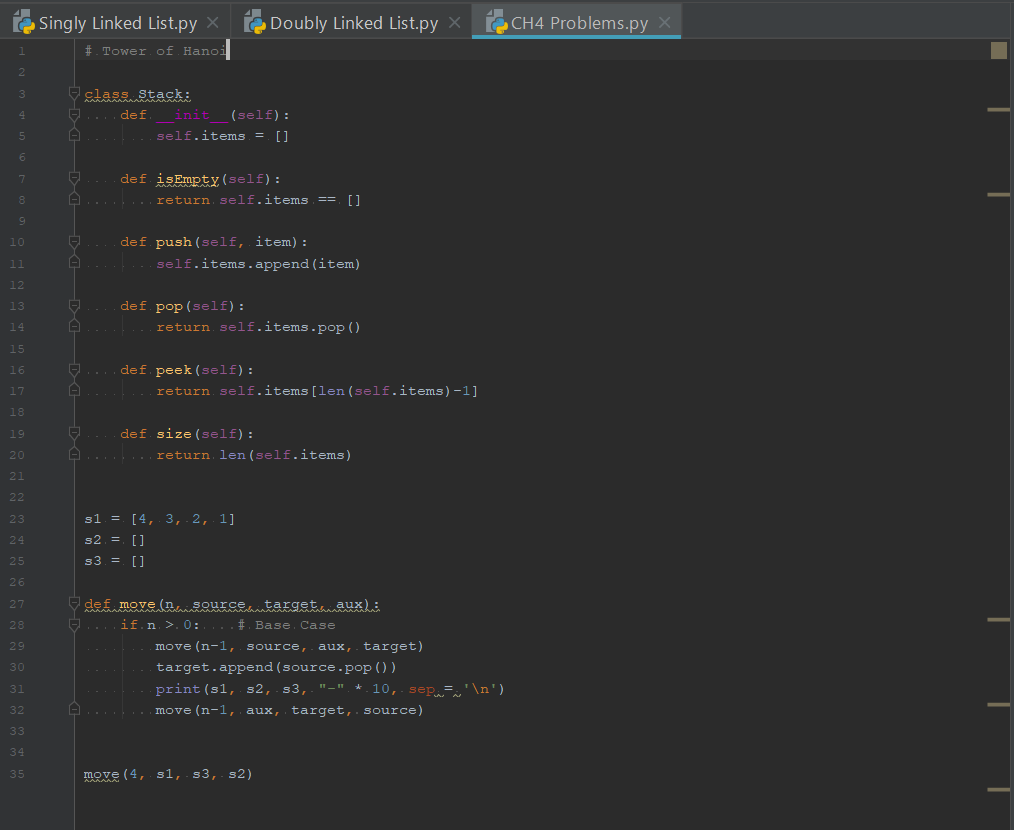 Singly Linked List.py
Doubly Linked List.py
CH4 Problems.py
1 # Tower of Hanoi
2
3 class Stack:
4     def __init__(self):
5         self.items = []
6
7     def isEmpty(self):
8         return self.items == []
9
10     def push(self, item):
11         self.items.append(item)
12
13     def pop(self):
14         return self.items.pop()
15
16     def peek(self):
17         return self.items[len(self.items)-1]
18
19     def size(self):
20         return len(self.items)
21
22
23 s1 = [4, 3, 2, 1]
24 s2 = []
25 s3 = []
26
27 def move(n, source, target, aux):
28     if n > 0:    # Base Case
29         move(n-1, source, aux, target)
30         target.append(source.pop())
31         print(s1, s2, s3, "-" * 10, sep = '\n')
32         move(n-1, aux, target, source)
33
34
35 move(4, s1, s3, s2)